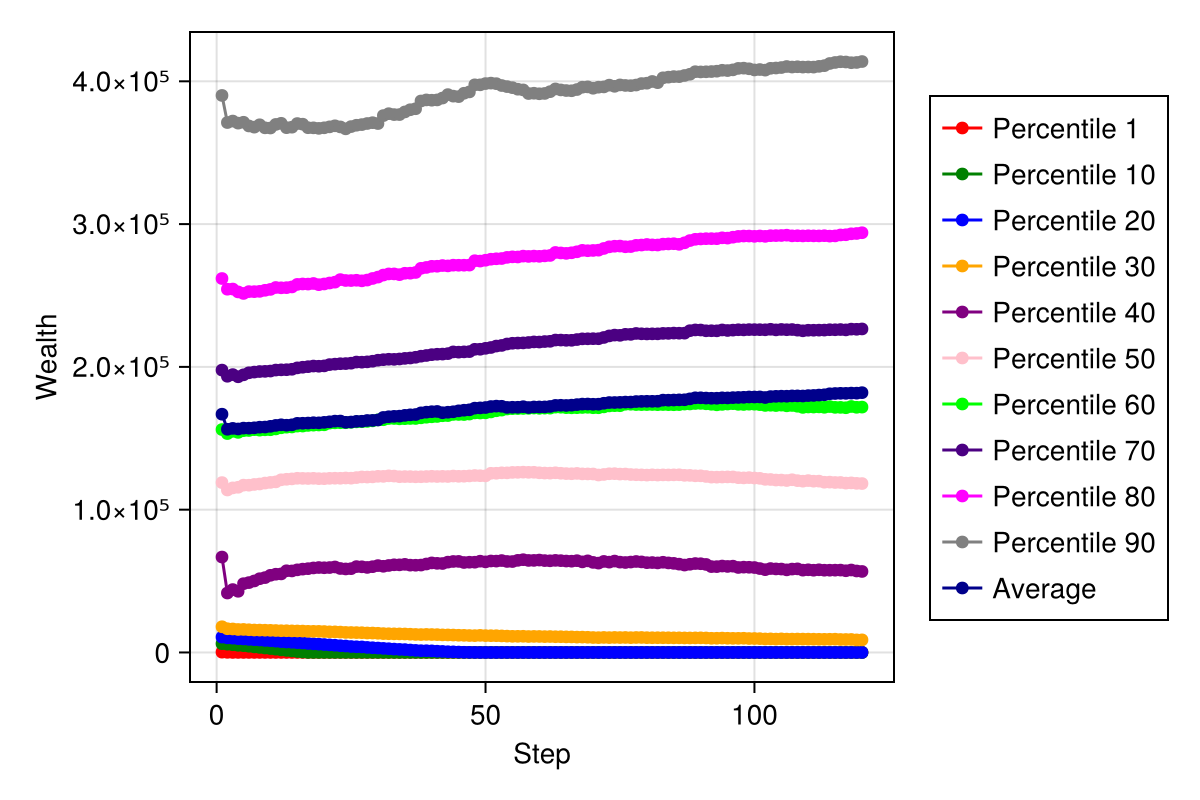 4.0×10⁵
3.0×10⁵
2.0×10⁵
1.0×10⁵
0
Wealth
0 50 100
Step
Percentile 1
Percentile 10
Percentile 20
Percentile 30
Percentile 40
Percentile 50
Percentile 60
Percentile 70
Percentile 80
Percentile 90
Average